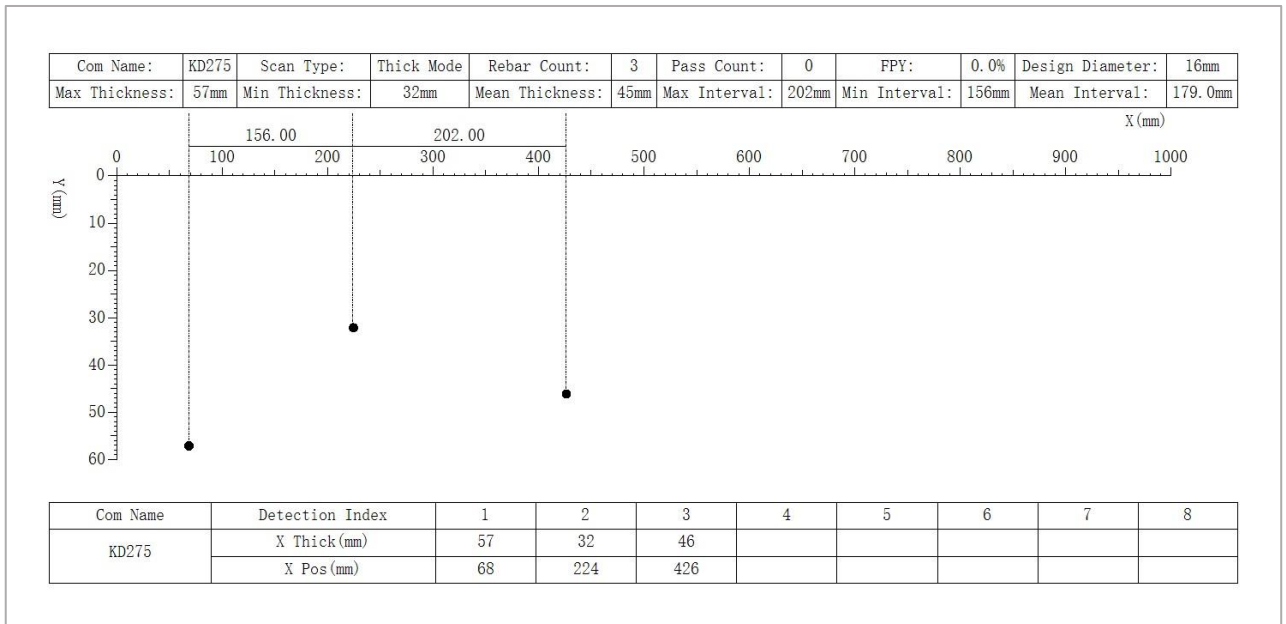 Com Name: KD275 Scan Type: Thick Mode Rebar Count: 3 Pass Count: 0 FPY: 0.0% Design Diameter: 16mm
Max Thickness: 57mm Min Thickness: 32mm Mean Thickness: 45mm Max Interval: 202mm Min Interval: 156mm Mean Interval: 179.0mm
X(mm)
156.00 202.00
0 100 200 300 400 500 600 700 800 900 1000
Y(mm)
0
10
20
30
40
50
60
Com Name Detection Index 1 2 3 4 5 6 7 8
KD275
X Thick(mm) 57 32 46
X Pos(mm) 68 224 426